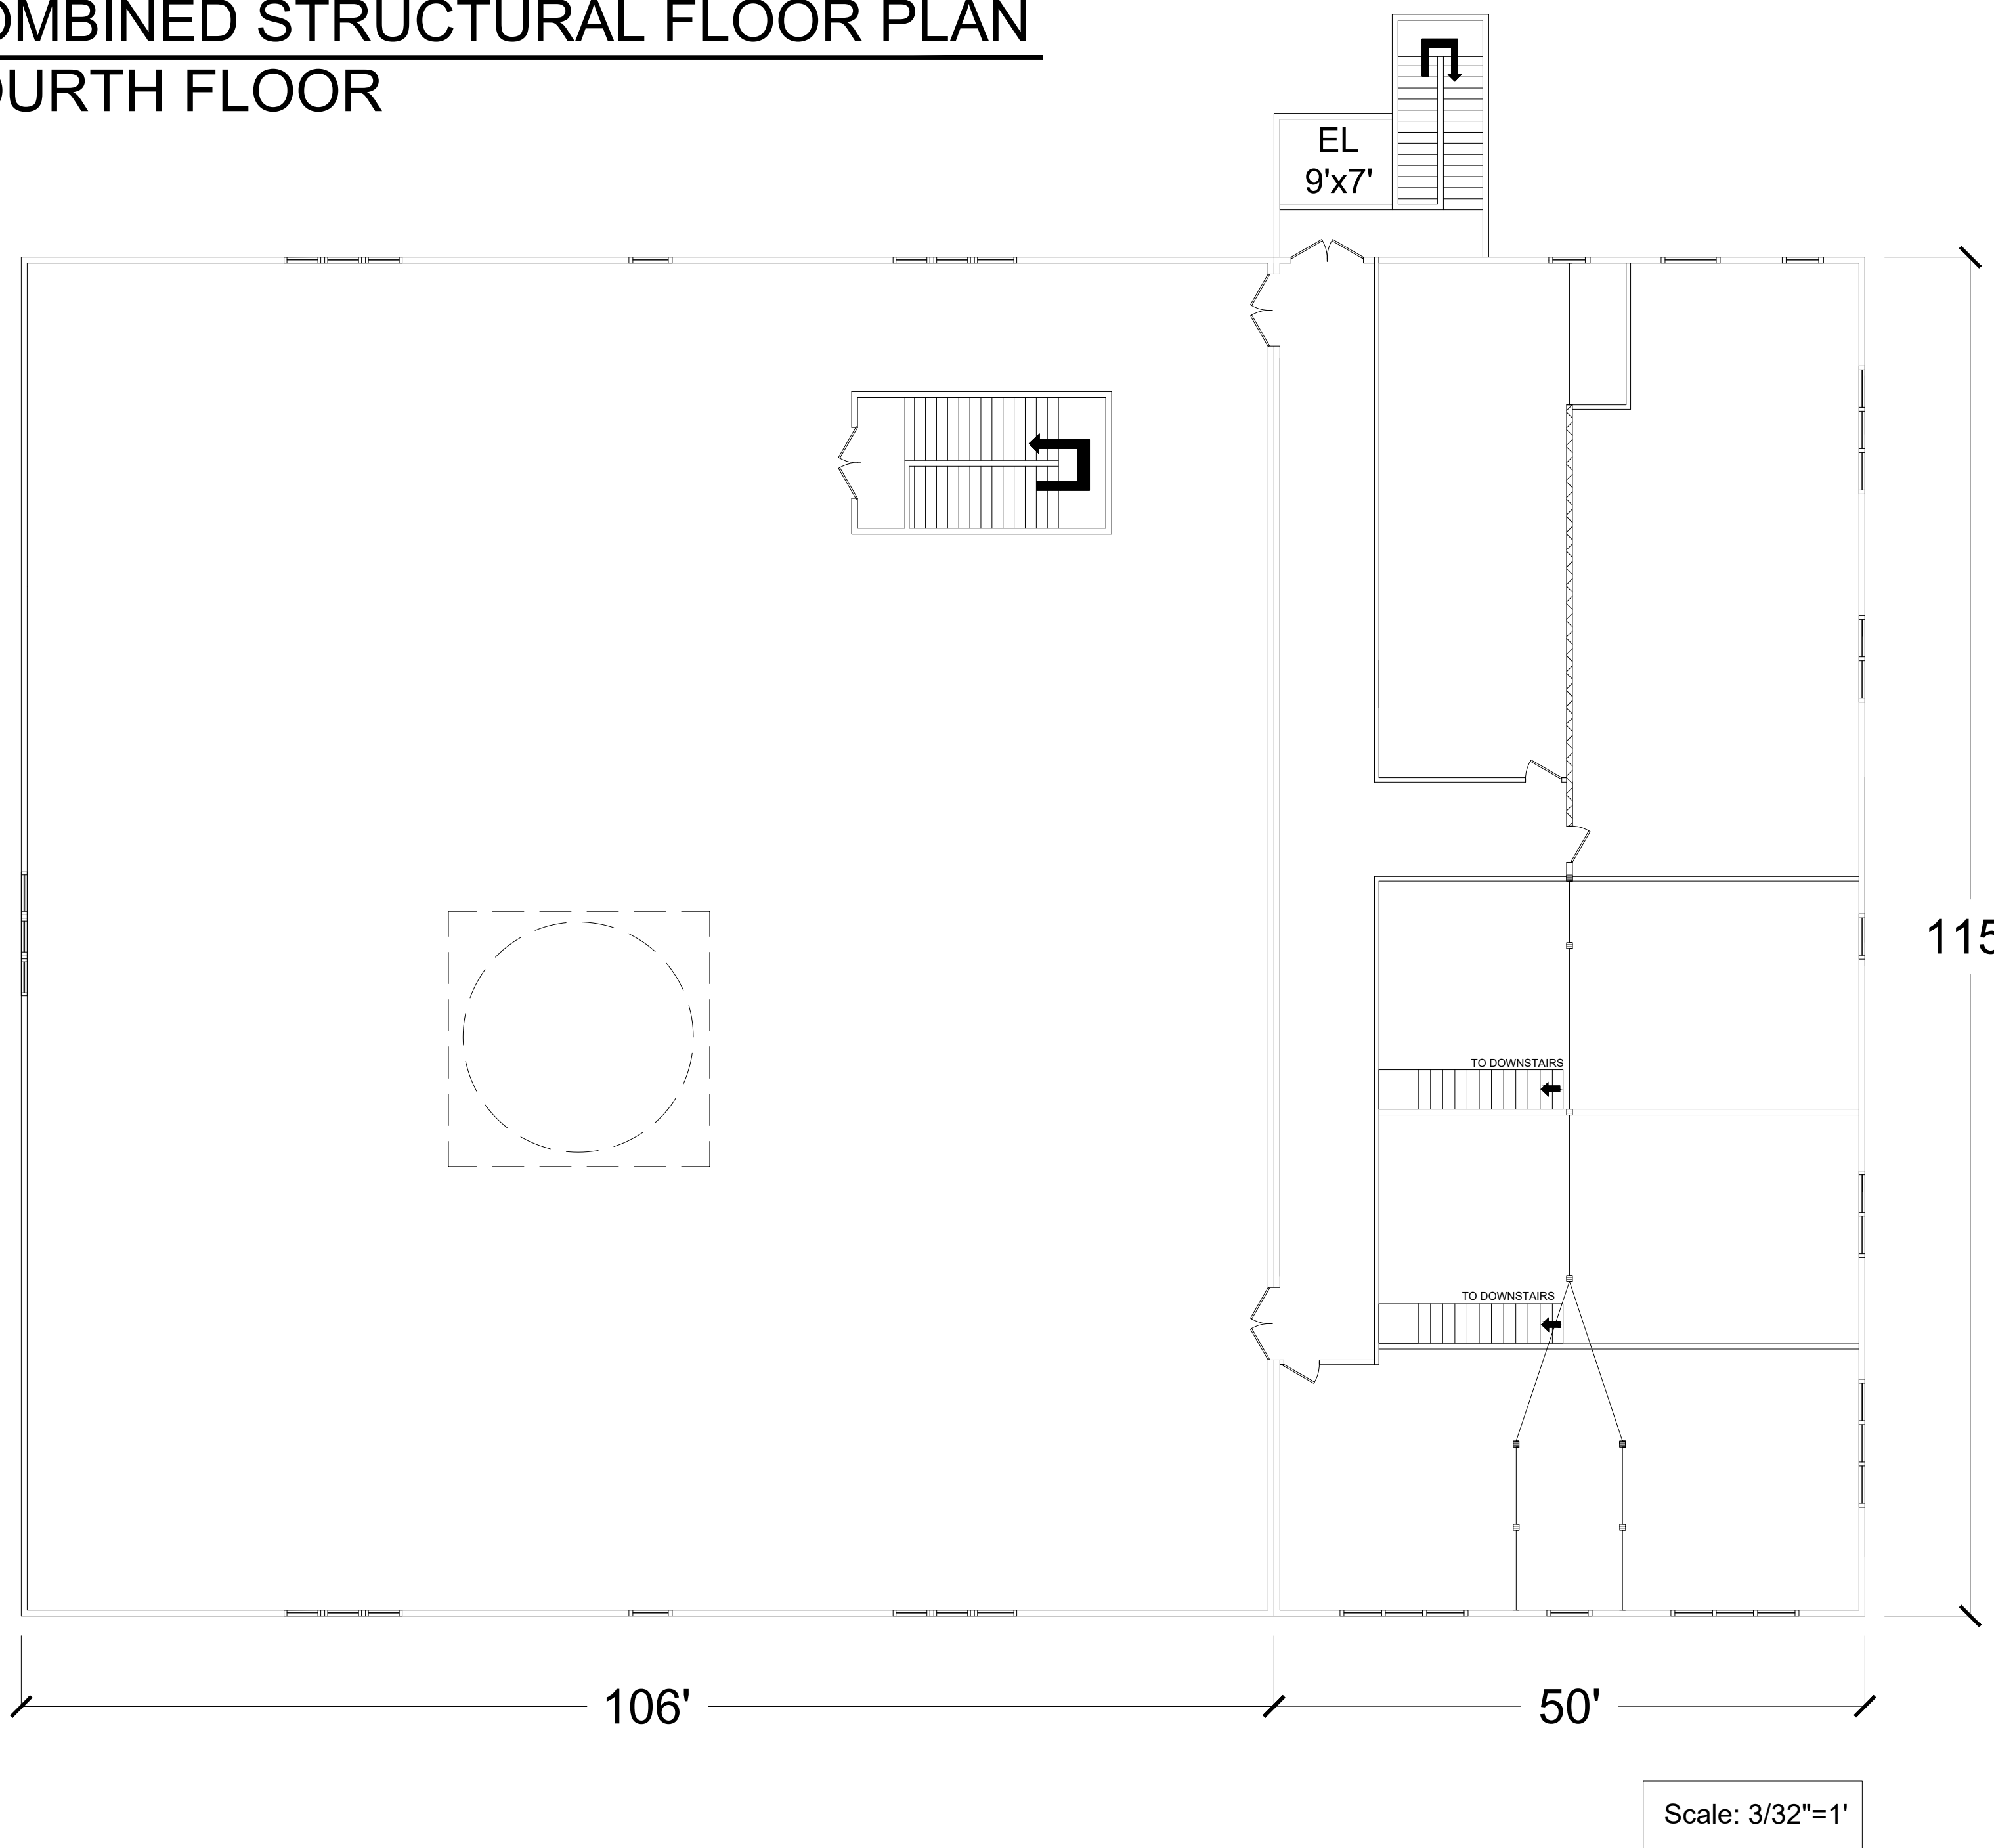 OMBINED STRUCTURAL FLOOR PLAN
OURTH FLOOR
EL
9'x7'
115
TO DOWNSTAIRS
TO DOWNSTAIRS
106'
50'
Scale: 3/32"=1'